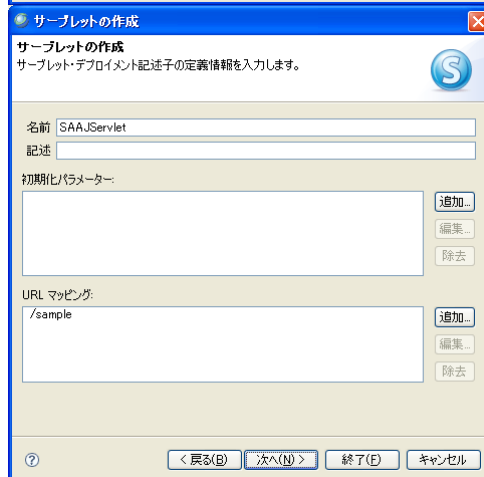 サーブレットの作成
サーブレットの作成
サーブレット・デプロイメント記述子の定義情報を入力します。
S
名前 SAAJServlet
記述
初期化パラメーター:
追加...
編集...
除去
URL マッピング:
/sample
追加...
編集...
除去
?
< 戻る(B) 次へ(N) > 終了(F) キャンセル